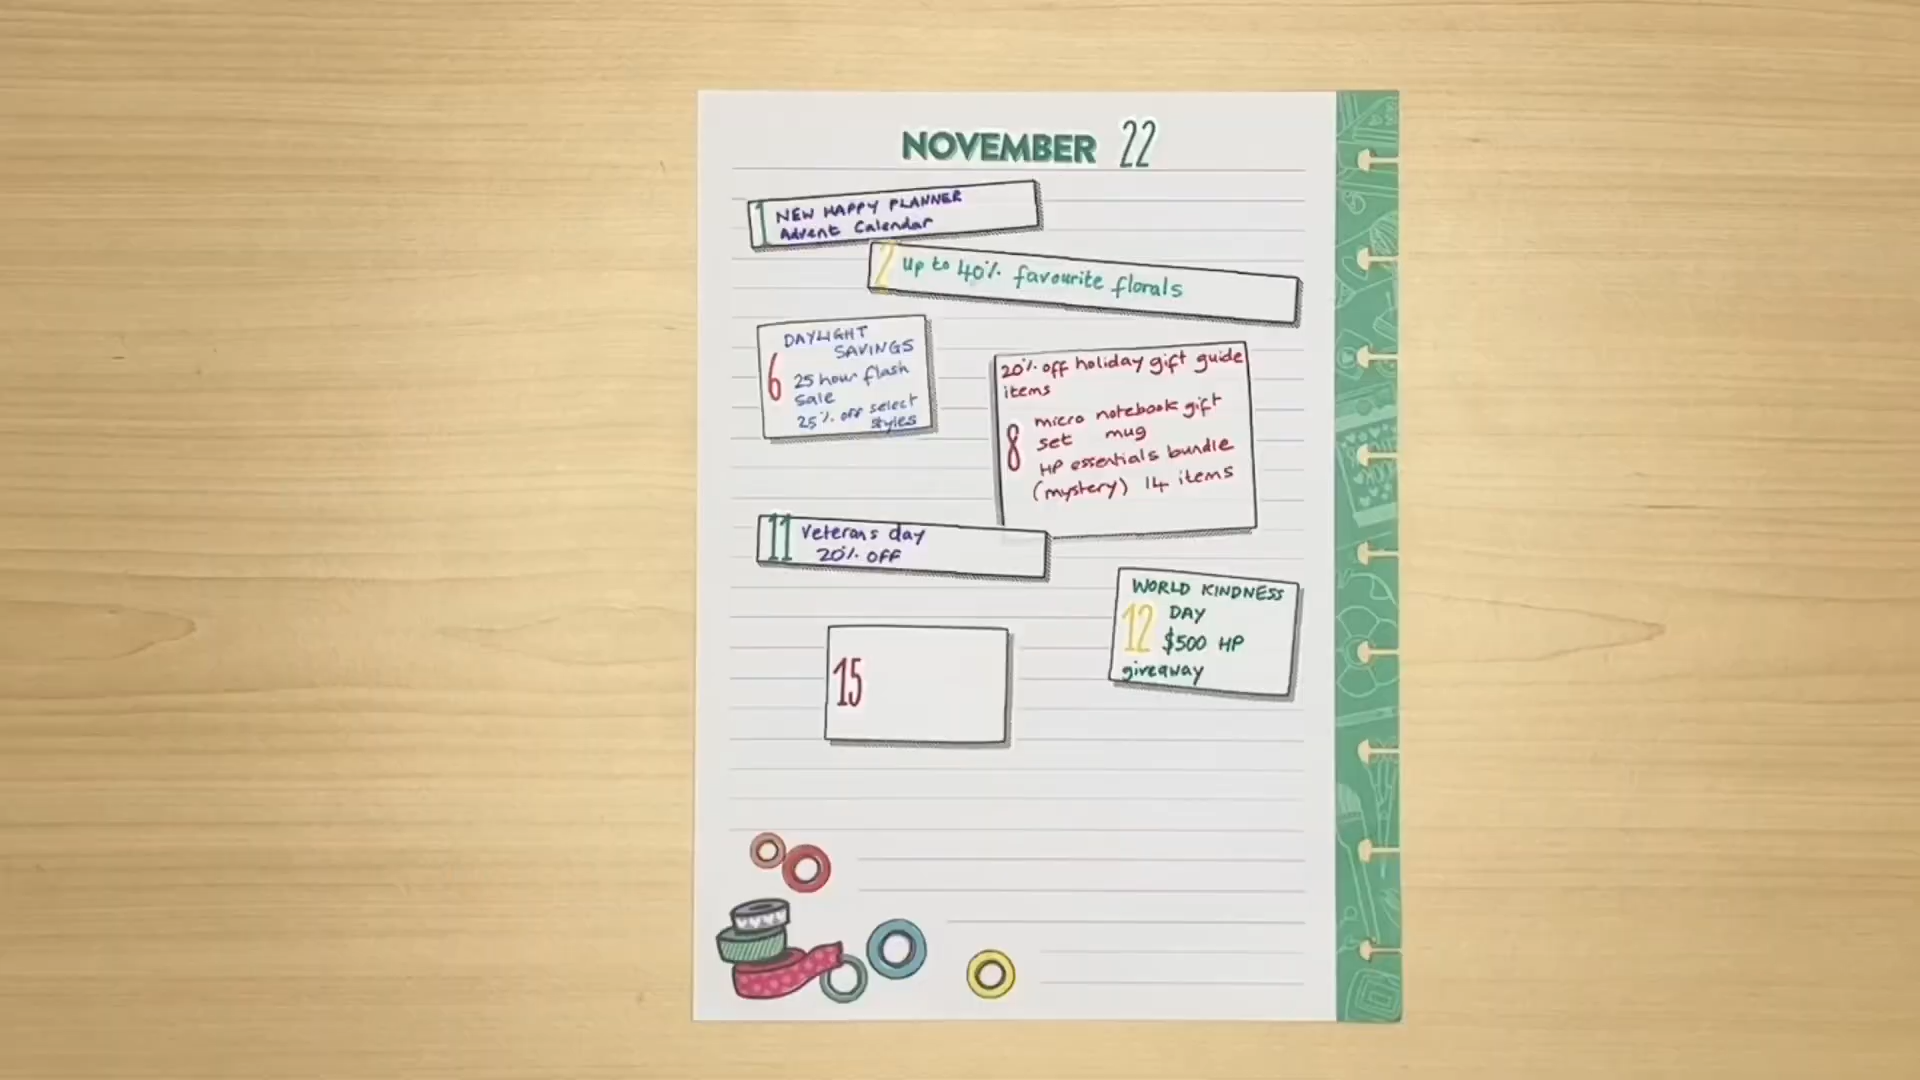 NOVEMBER 22
1 NEW HAPPY PLANNER
Advent Calendar
2 up to 40% favourite florals
DAYLIGHT
SAVINGS
6 25 hour flash
sale
25% off select
styles
20% off holiday gift guide
items
micro notebook gift
8 set mug
HP essentials bundle
(mystery) 14 items
11 Veterans day
20% OFF
WORLD KINDNESS
12 DAY
$500 HP
giveaway
15